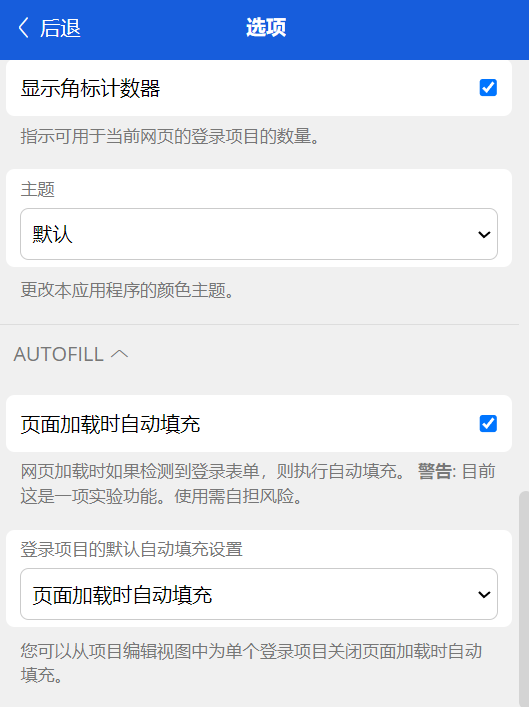 后退
选项
显示角标计数器
指示可用于当前网页的登录项目的数量。
主题
默认
更改本应用程序的颜色主题。
AUTOFILL
页面加载时自动填充
网页加载时如果检测到登录表单，则执行自动填充。 警告: 目前
这是一项实验功能。使用需自担风险。
登录项目的默认自动填充设置
页面加载时自动填充
您可以从项目编辑视图中为单个登录项目关闭页面加载时自动
填充。